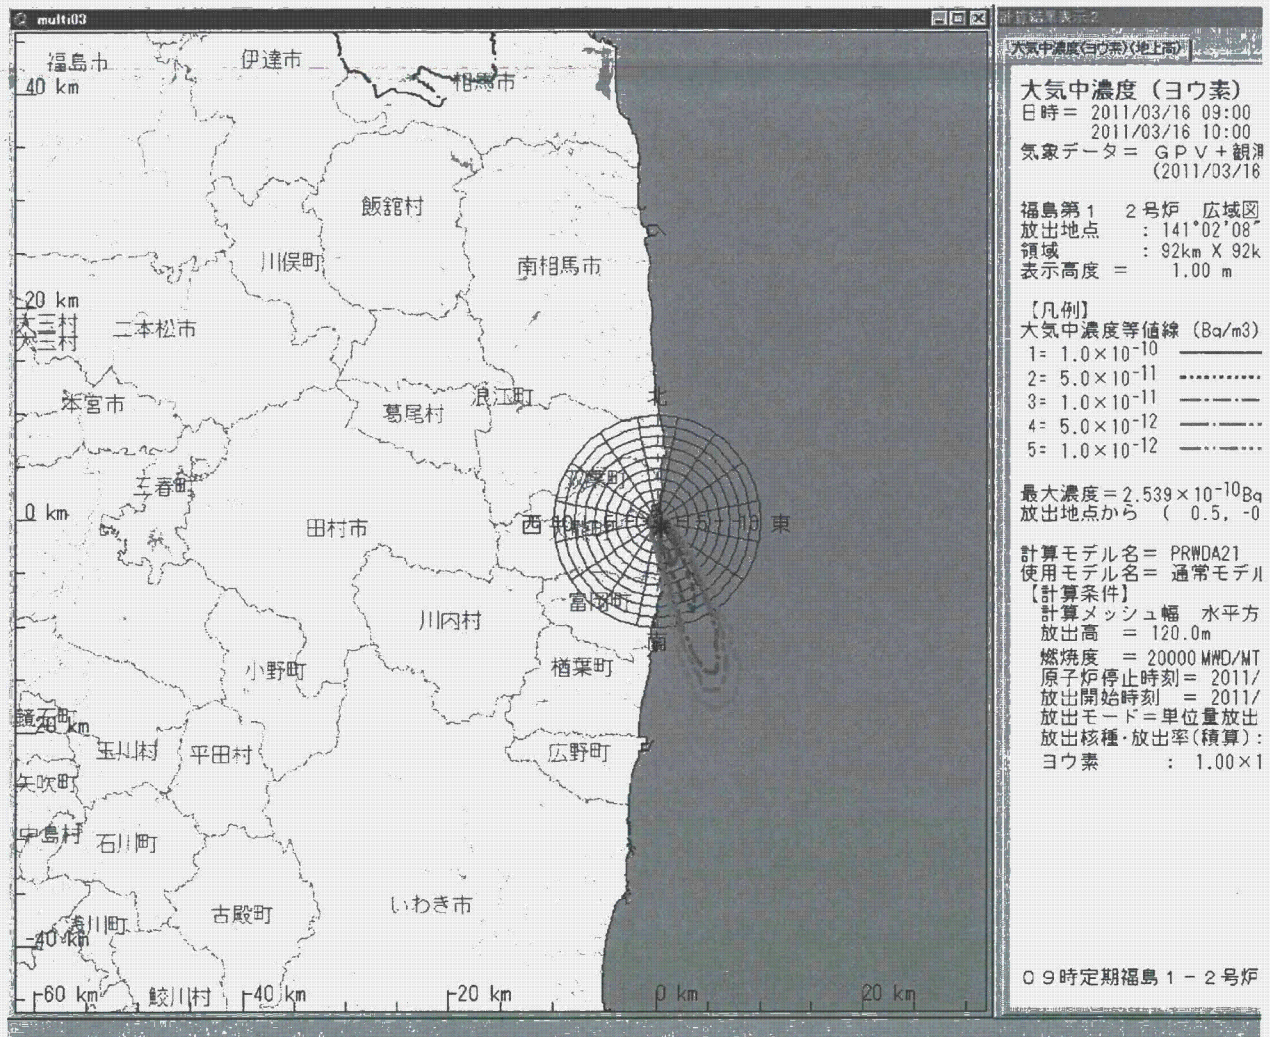 multi03
福島市
伊達市
相馬市
40 km
飯舘村
川俣町
南相馬市
20 km
大玉村
大玉村
二本松市
本宮市
浪江町
北
葛尾村
三春町
双葉町
0 km
田村市
西
東
富岡町
川内村
南
小野町
楢葉町
鏡石町
-20 km
玉川村
平田村
広野町
矢吹町
中島村
石川町
いわき市
古殿町
浅川町
-40 km
-60 km
鮫川村
-40 km
-20 km
0 km
20 km
計算結果表示2
大気中濃度(ヨウ素)(地上高)
大気中濃度(ヨウ素)
日時= 2011/03/16 09:00
2011/03/16 10:00
気象データ= GPV+観測
(2011/03/16
福島第1 2号炉 広域図
放出地点 : 141°02'08"
領域 : 92km X 92k
表示高度 = 1.00 m
【凡例】
大気中濃度等値線 (Bq/m3)
1= 1.0×10-10
2= 5.0×10-11
3= 1.0×10-11
4= 5.0×10-12
5= 1.0×10-12
最大濃度=2.539×10-10Bq
放出地点から ( 0.5, -0
計算モデル名= PRWDA21
使用モデル名= 通常モデル
【計算条件】
計算メッシュ幅 水平方
放出高 = 120.0m
燃焼度 = 20000MWD/MT
原子炉停止時刻= 2011/
放出開始時刻 = 2011/
放出モード=単位量放出
放出核種・放出率(積算):
ヨウ素 : 1.00×1
09時定期福島1-2号炉